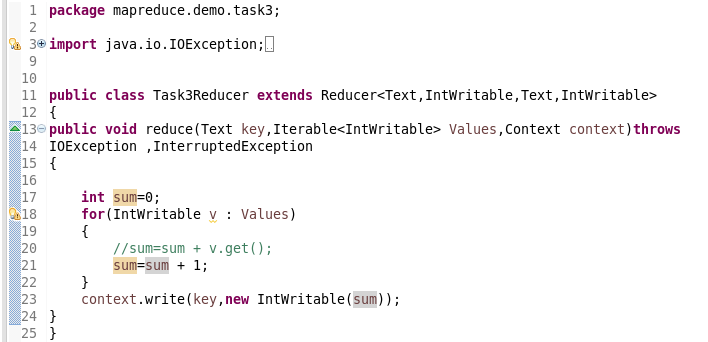 1 package mapreduce.demo.task3;
2
3 import java.io.IOException;
9
10
11 public class Task3Reducer extends Reducer<Text,IntWritable,Text,IntWritable>
12 {
13 public void reduce(Text key,Iterable<IntWritable> Values,Context context)throws
14 IOException ,InterruptedException
15 {
16
17     int sum=0;
18     for(IntWritable v : Values)
19     {
20         //sum=sum + v.get();
21         sum=sum + 1;
22     }
23     context.write(key,new IntWritable(sum));
24 }
25 }